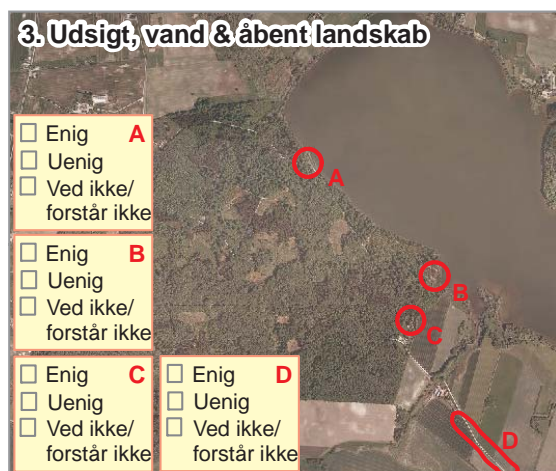 3. Udsigt, vand & åbent landskab
Enig A
Uenig
Ved ikke/
forstår ikke
Enig B
Uenig
Ved ikke/
forstår ikke
Enig C
Uenig
Ved ikke/
forstår ikke
Enig D
Uenig
Ved ikke/
forstår ikke
A
B
C
D